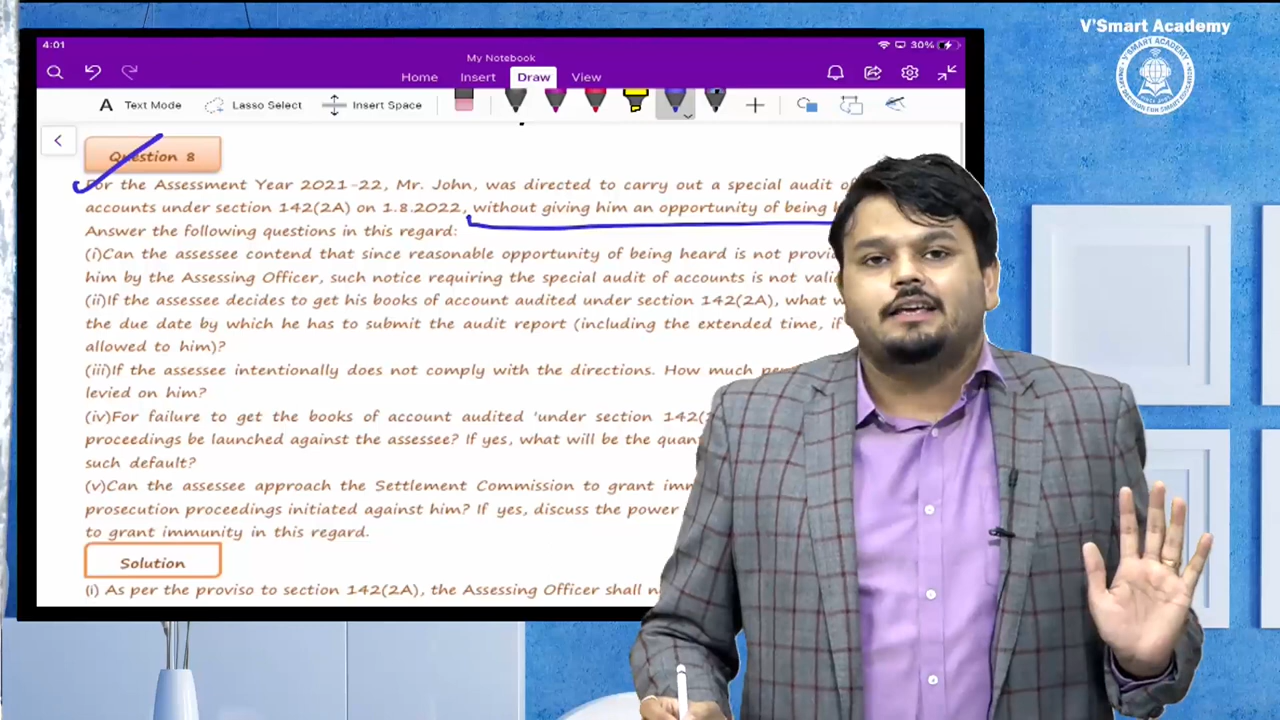 V'Smart Academy
V'SMART ACADEMY
4:01
30%
My Notebook
Home Insert Draw View
Text Mode Lasso Select Insert Space
Question 8
For the Assessment Year 2021-22, Mr. John, was directed to carry out a special audit of
accounts under section 142(2A) on 1.8.2022, without giving him an opportunity of being
Answer the following questions in this regard:
(i)Can the assessee contend that since reasonable opportunity of being heard is not
him by the Assessing Officer, such notice requiring the special audit of accounts is not
(ii)If the assessee decides to get his books of account audited under section 142(2A), what
the due date by which he has to submit the audit report (including the extended time, if
allowed to him)?
(iii)If the assessee intentionally does not comply with the directions. How much
levied on him?
(iv)For failure to get the books of account audited 'under section
proceedings be launched against the assessee? If yes, what will be the
such default?
(v)Can the assessee approach the Settlement Commission to grant
prosecution proceedings initiated against him? If yes, discuss the power
to grant immunity in this regard.
Solution
(i) As per the proviso to section 142(2A), the Assessing Officer shall